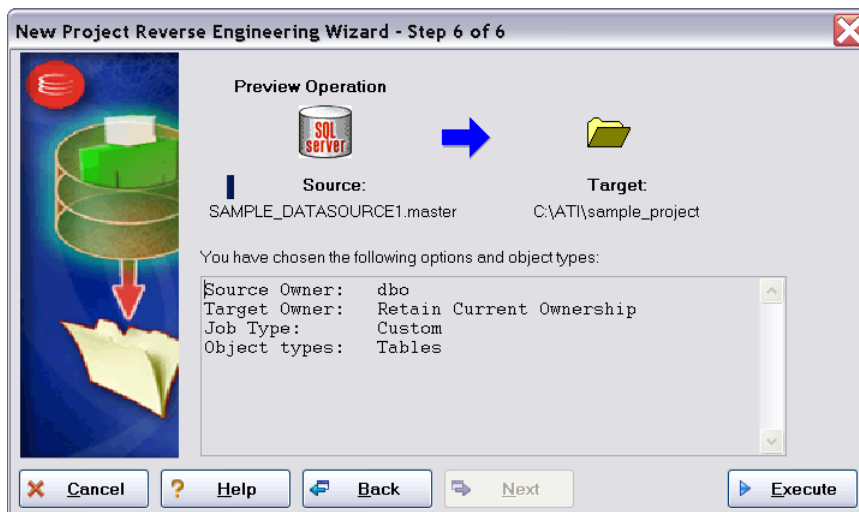 New Project Reverse Engineering Wizard - Step 6 of 6
Preview Operation
SQL
server
Source:
Target:
SAMPLE_DATASOURCE1.master
C:\ATI\sample_project
You have chosen the following options and object types:
Source Owner: dbo
Target Owner: Retain Current Ownership
Job Type: Custom
Object types: Tables
Cancel
? Help
Back
Next
Execute